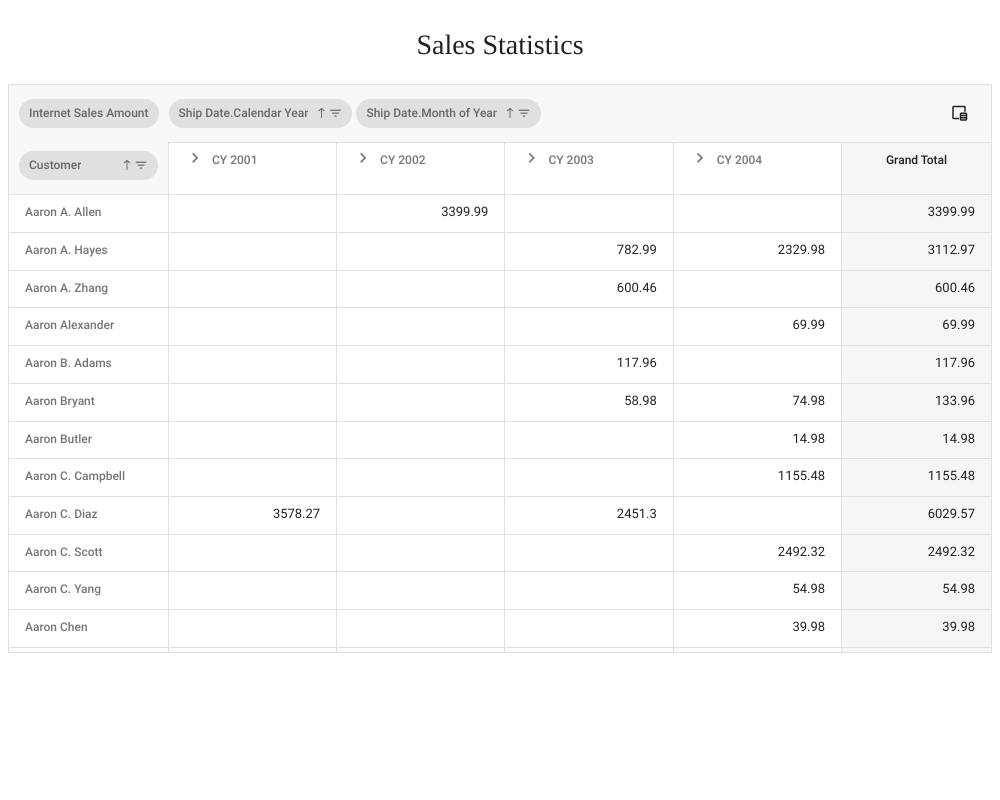 Sales Statistics
Internet Sales Amount Ship Date.Calendar Year Ship Date.Month of Year
Customer CY 2001 CY 2002 CY 2003 CY 2004 Grand Total
Aaron A. Allen 3399.99 3399.99
Aaron A. Hayes 782.99 2329.98 3112.97
Aaron A. Zhang 600.46 600.46
Aaron Alexander 69.99 69.99
Aaron B. Adams 117.96 117.96
Aaron Bryant 58.98 74.98 133.96
Aaron Butler 14.98 14.98
Aaron C. Campbell 1155.48 1155.48
Aaron C. Diaz 3578.27 2451.3 6029.57
Aaron C. Scott 2492.32 2492.32
Aaron C. Yang 54.98 54.98
Aaron Chen 39.98 39.98